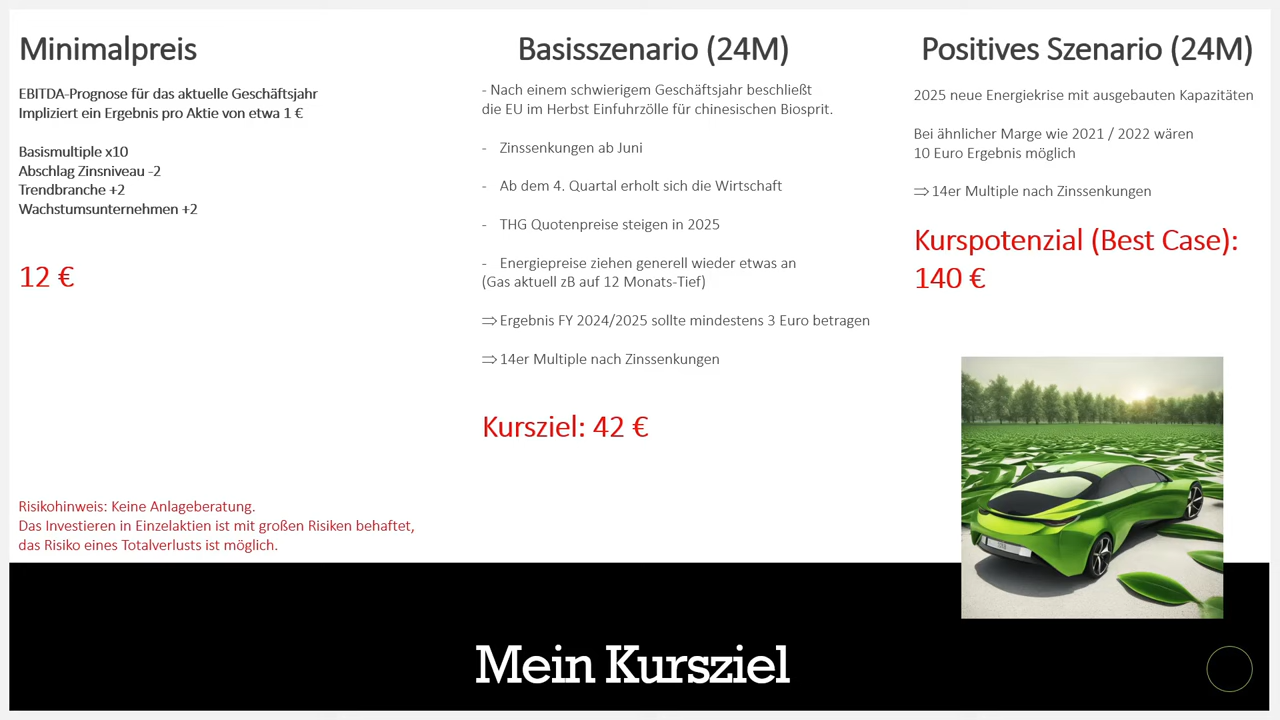 Minimalpreis
EBITDA-Prognose für das aktuelle Geschäftsjahr
Impliziert ein Ergebnis pro Aktie von etwa 1 €
Basismultiple x10
Abschlag Zinsniveau -2
Trendbranche +2
Wachstumsunternehmen +2
12 €
Risikohinweis: Keine Anlageberatung.
Das Investieren in Einzelaktien ist mit großen Risiken behaftet,
das Risiko eines Totalverlusts ist möglich.
Basisszenario (24M)
- Nach einem schwierigem Geschäftsjahr beschließt
die EU im Herbst Einfuhrzölle für chinesischen Biosprit.
- Zinssenkungen ab Juni
- Ab dem 4. Quartal erholt sich die Wirtschaft
- THG Quotenpreise steigen in 2025
- Energiepreise ziehen generell wieder etwas an
(Gas aktuell zB auf 12 Monats-Tief)
⇒ Ergebnis FY 2024/2025 sollte mindestens 3 Euro betragen
⇒ 14er Multiple nach Zinssenkungen
Kursziel: 42 €
Positives Szenario (24M)
2025 neue Energiekrise mit ausgebauten Kapazitäten
Bei ähnlicher Marge wie 2021 / 2022 wären
10 Euro Ergebnis möglich
⇒ 14er Multiple nach Zinssenkungen
Kurspotenzial (Best Case):
140 €
Mein Kursziel